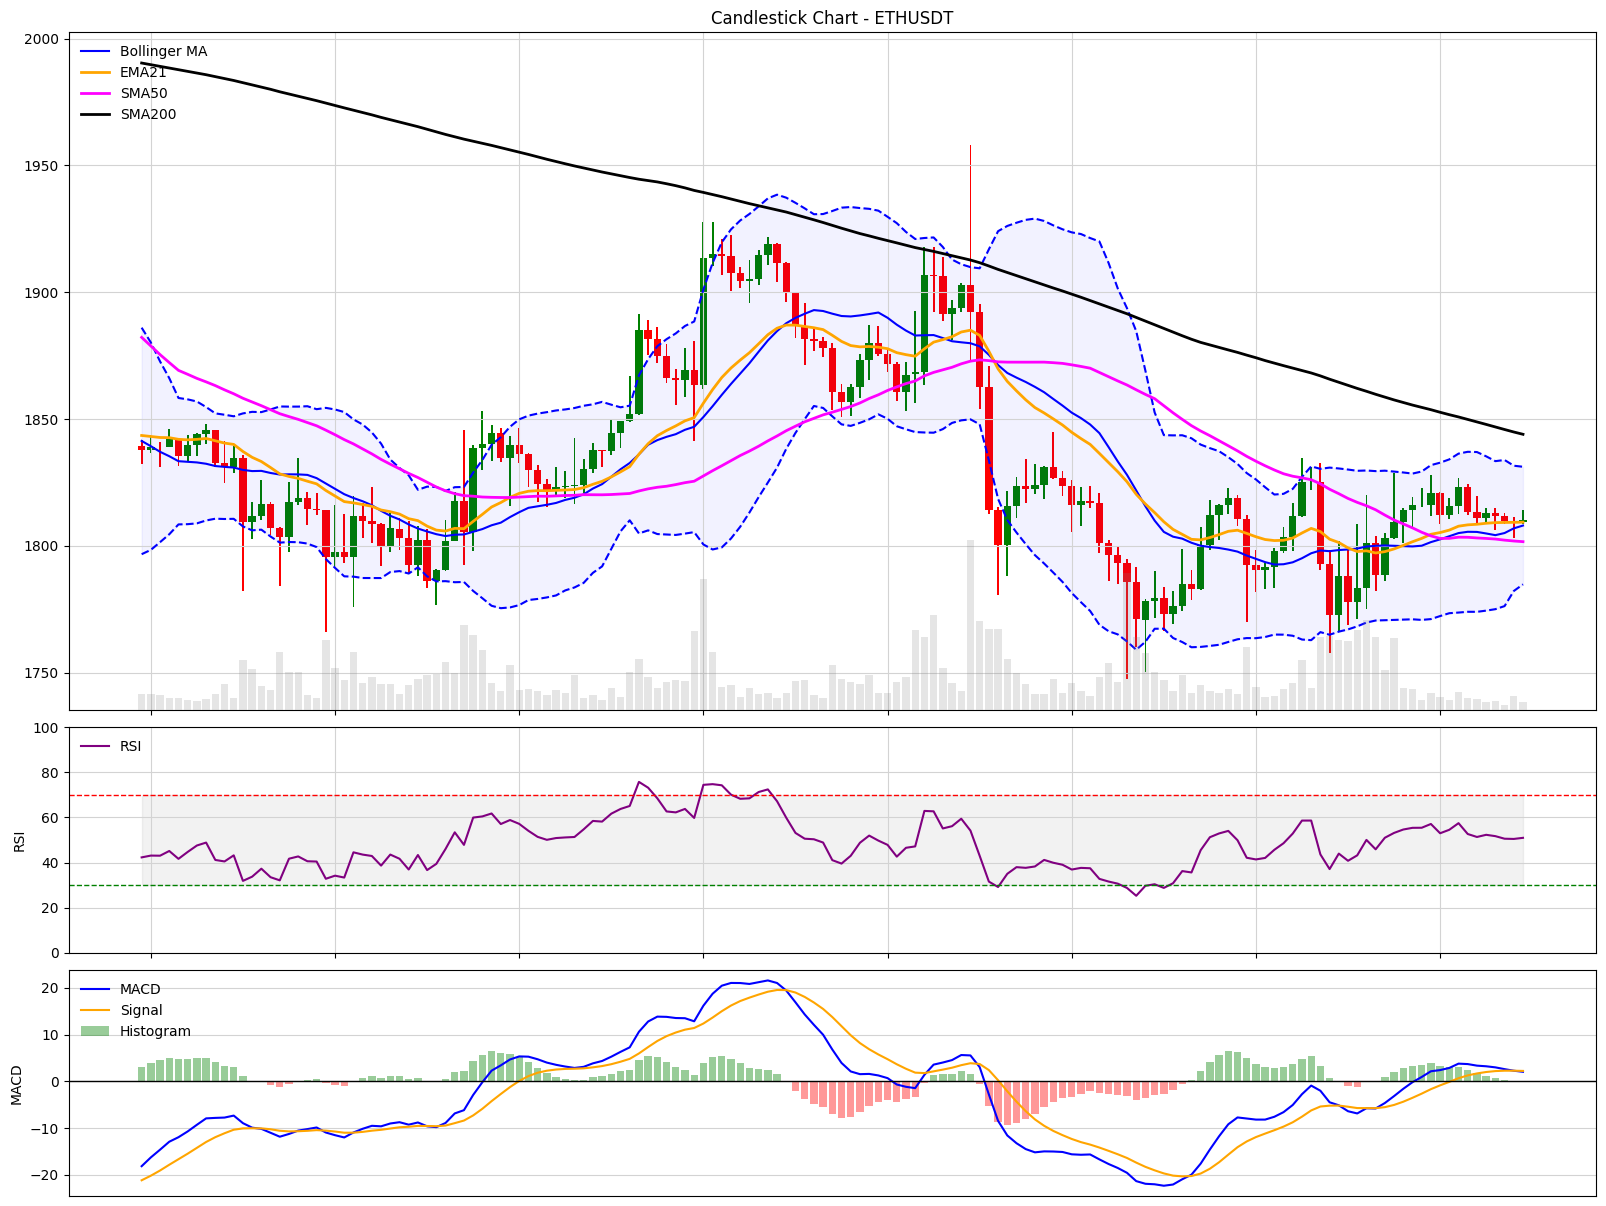 Candlestick Chart - ETHUSDT
2000
1950
1900
1850
1800
1750
Bollinger MA
EMA21
SMA50
SMA200
100
80
60
40
20
0
RSI
RSI
20
10
0
−10
−20
MACD
MACD
Signal
Histogram